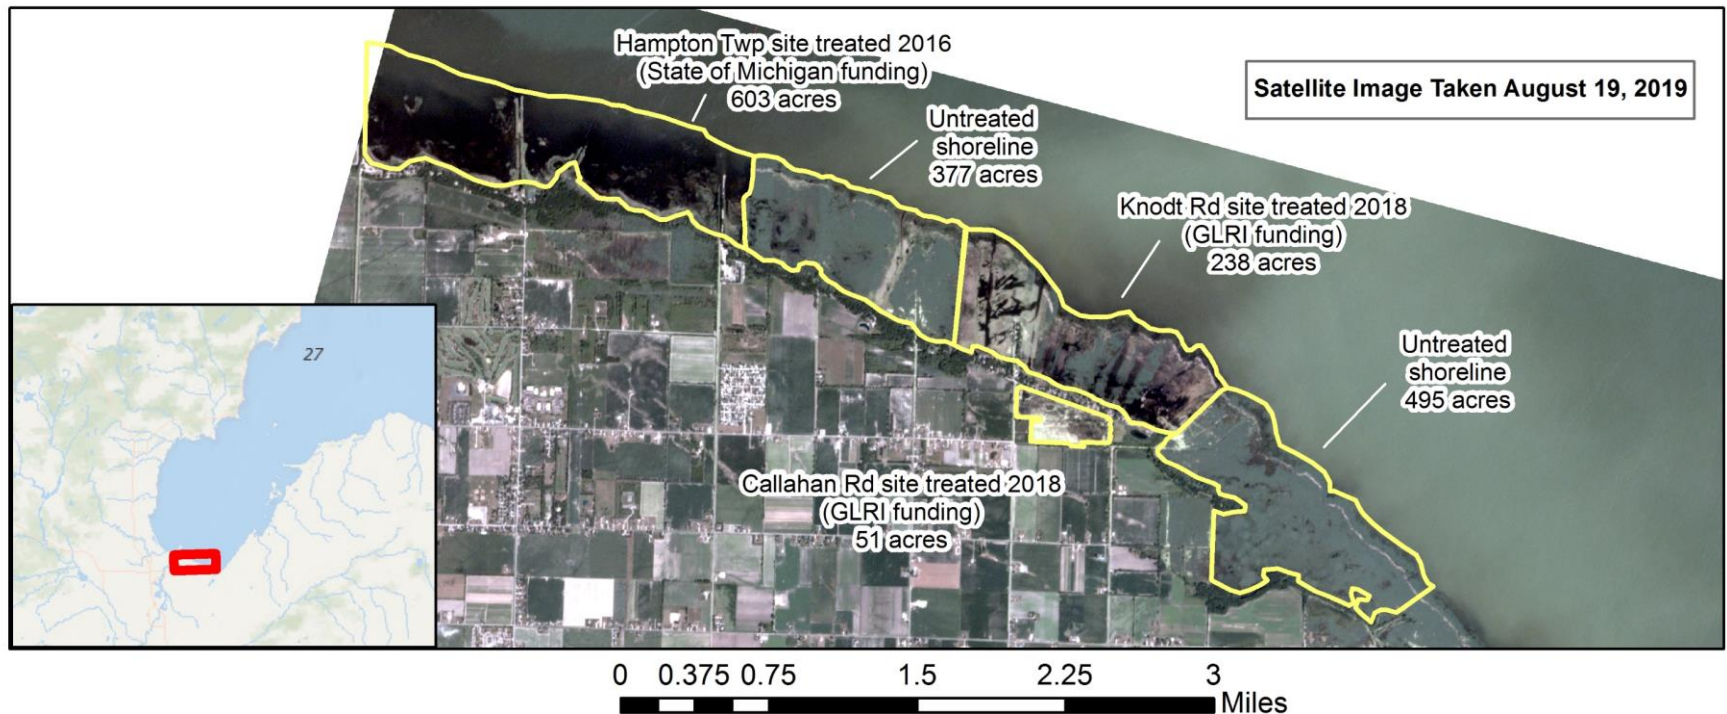 Hampton Twp site treated 2016
(State of Michigan funding)
603 acres
Satellite Image Taken August 19, 2019
Untreated
shoreline
377 acres
Knodt Rd site treated 2018
(GLRI funding)
238 acres
Untreated
shoreline
495 acres
27
Callahan Rd site treated 2018
(GLRI funding)
51 acres
0 0.375 0.75 1.5 2.25 3
Miles